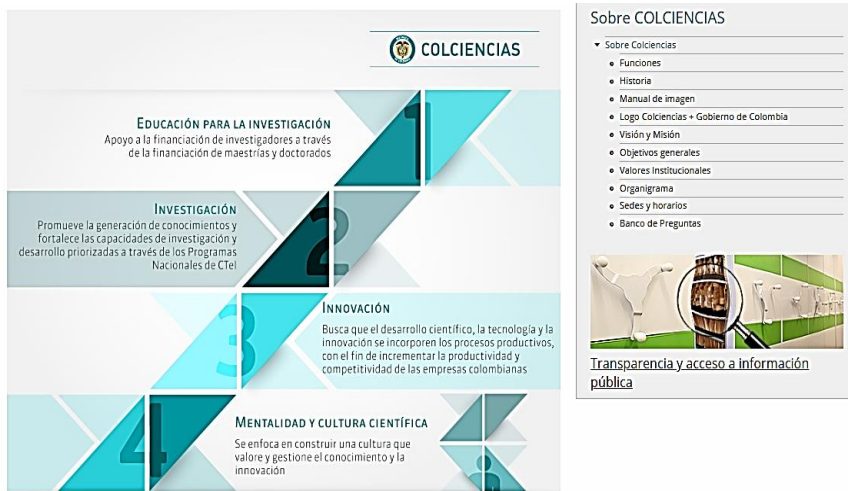 COLCIENCIAS
1
EDUCACIÓN PARA LA INVESTIGACIÓN
Apoyo a la financiación de investigadores a través
de la financiación de maestrías y doctorados
2
INVESTIGACIÓN
Promueve la generación de conocimientos y
fortalece las capacidades de investigación y
desarrollo priorizadas a través de los Programas
Nacionales de CTeI
3
INNOVACIÓN
Busca que el desarrollo científico, la tecnología y la
innovación se incorporen los procesos productivos,
con el fin de incrementar la productividad y
competitividad de las empresas colombianas
4
MENTALIDAD Y CULTURA CIENTÍFICA
Se enfoca en construir una cultura que
valore y gestione el conocimiento y la
innovación
Sobre COLCIENCIAS
Sobre Colciencias
Funciones
Historia
Manual de imagen
Logo Colciencias + Gobierno de Colombia
Visión y Misión
Objetivos generales
Valores Institucionales
Organigrama
Sedes y horarios
Banco de Preguntas
Transparencia y acceso a información
pública